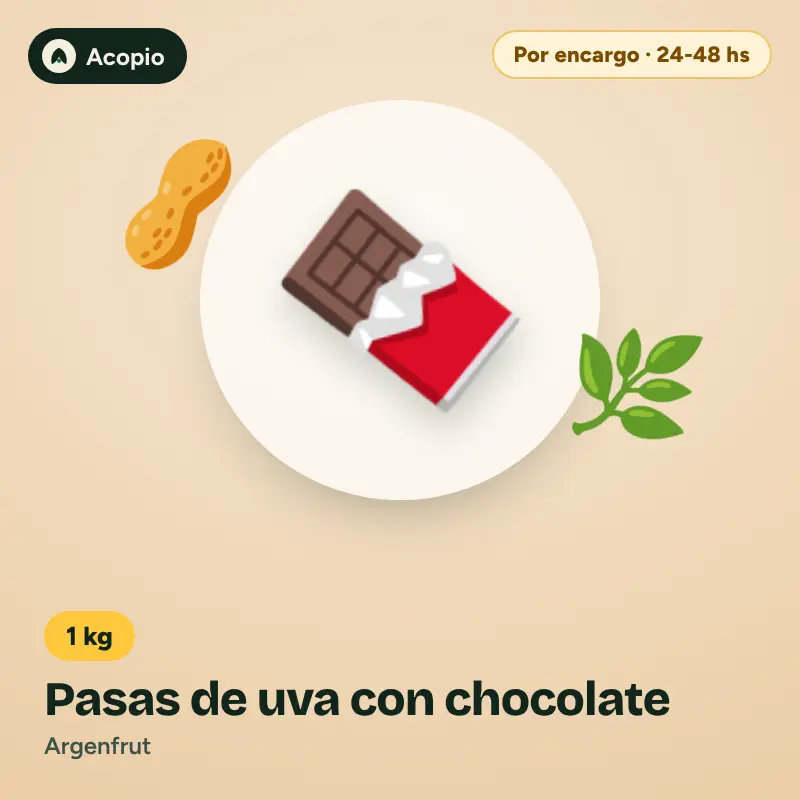 Acopio
Por encargo · 24-48 hs
1 kg
Pasas de uva con chocolate
Argenfrut